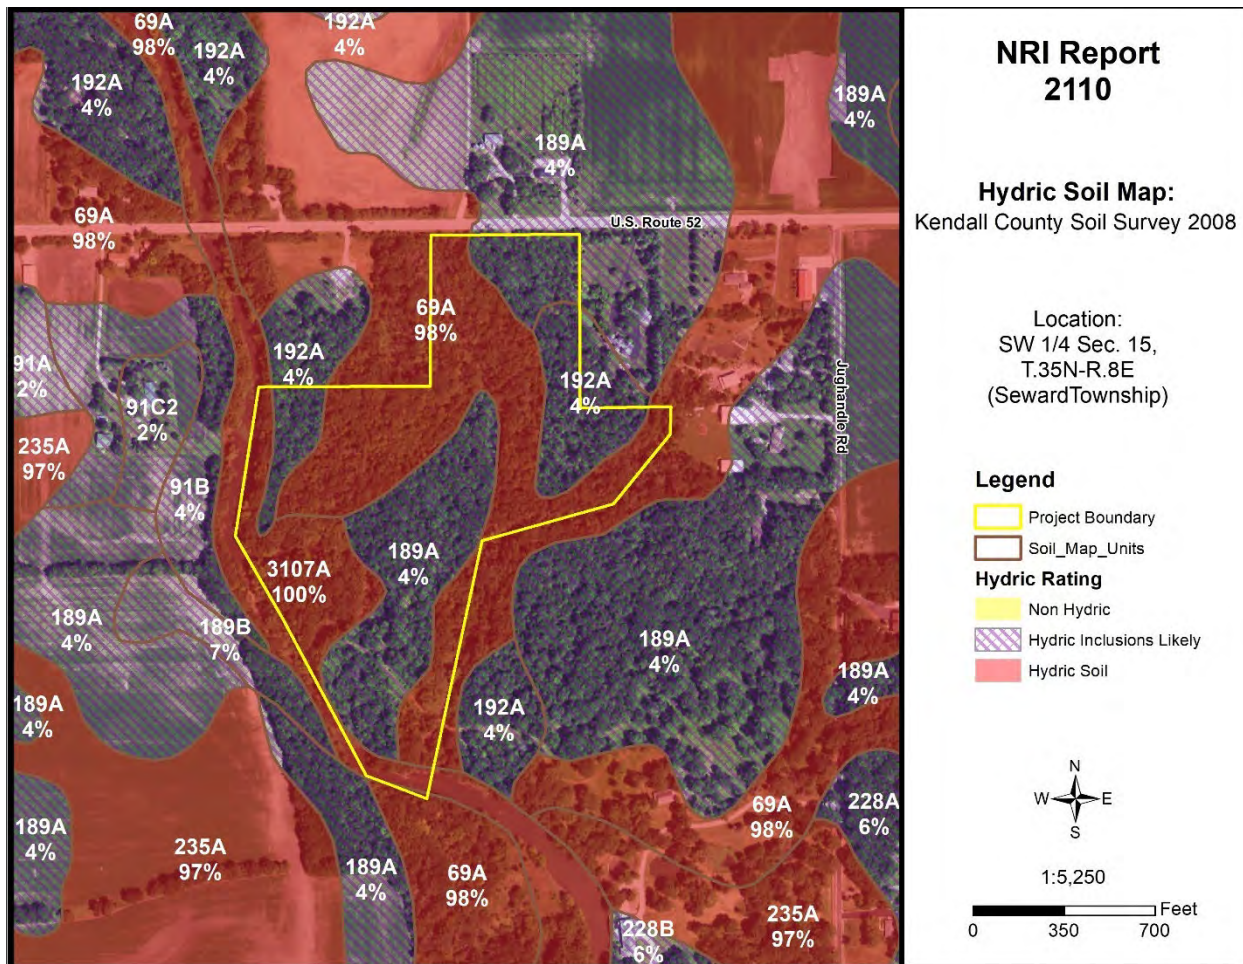 69A
98%
192A
4%
192A
4%
192A
4%
189A
4%
189A
4%
U.S. Route 52
69A
98%
69A
98%
192A
4%
192A
4%
Jughandle Rd
91A
2%
91C2
2%
235A
97%
91B
4%
189A
4%
3107A
100%
189A
4%
189B
7%
189A
4%
189A
4%
189A
4%
192A
4%
69A
98%
228A
6%
189A
4%
235A
97%
189A
4%
69A
98%
228B
6%
235A
97%
NRI Report
2110
Hydric Soil Map:
Kendall County Soil Survey 2008
Location:
SW 1/4 Sec. 15,
T.35N-R.8E
(SewardTownship)
Legend
Project Boundary
Soil_Map_Units
Hydric Rating
Non Hydric
Hydric Inclusions Likely
Hydric Soil
N
W E
S
1:5,250
Feet
0 350 700